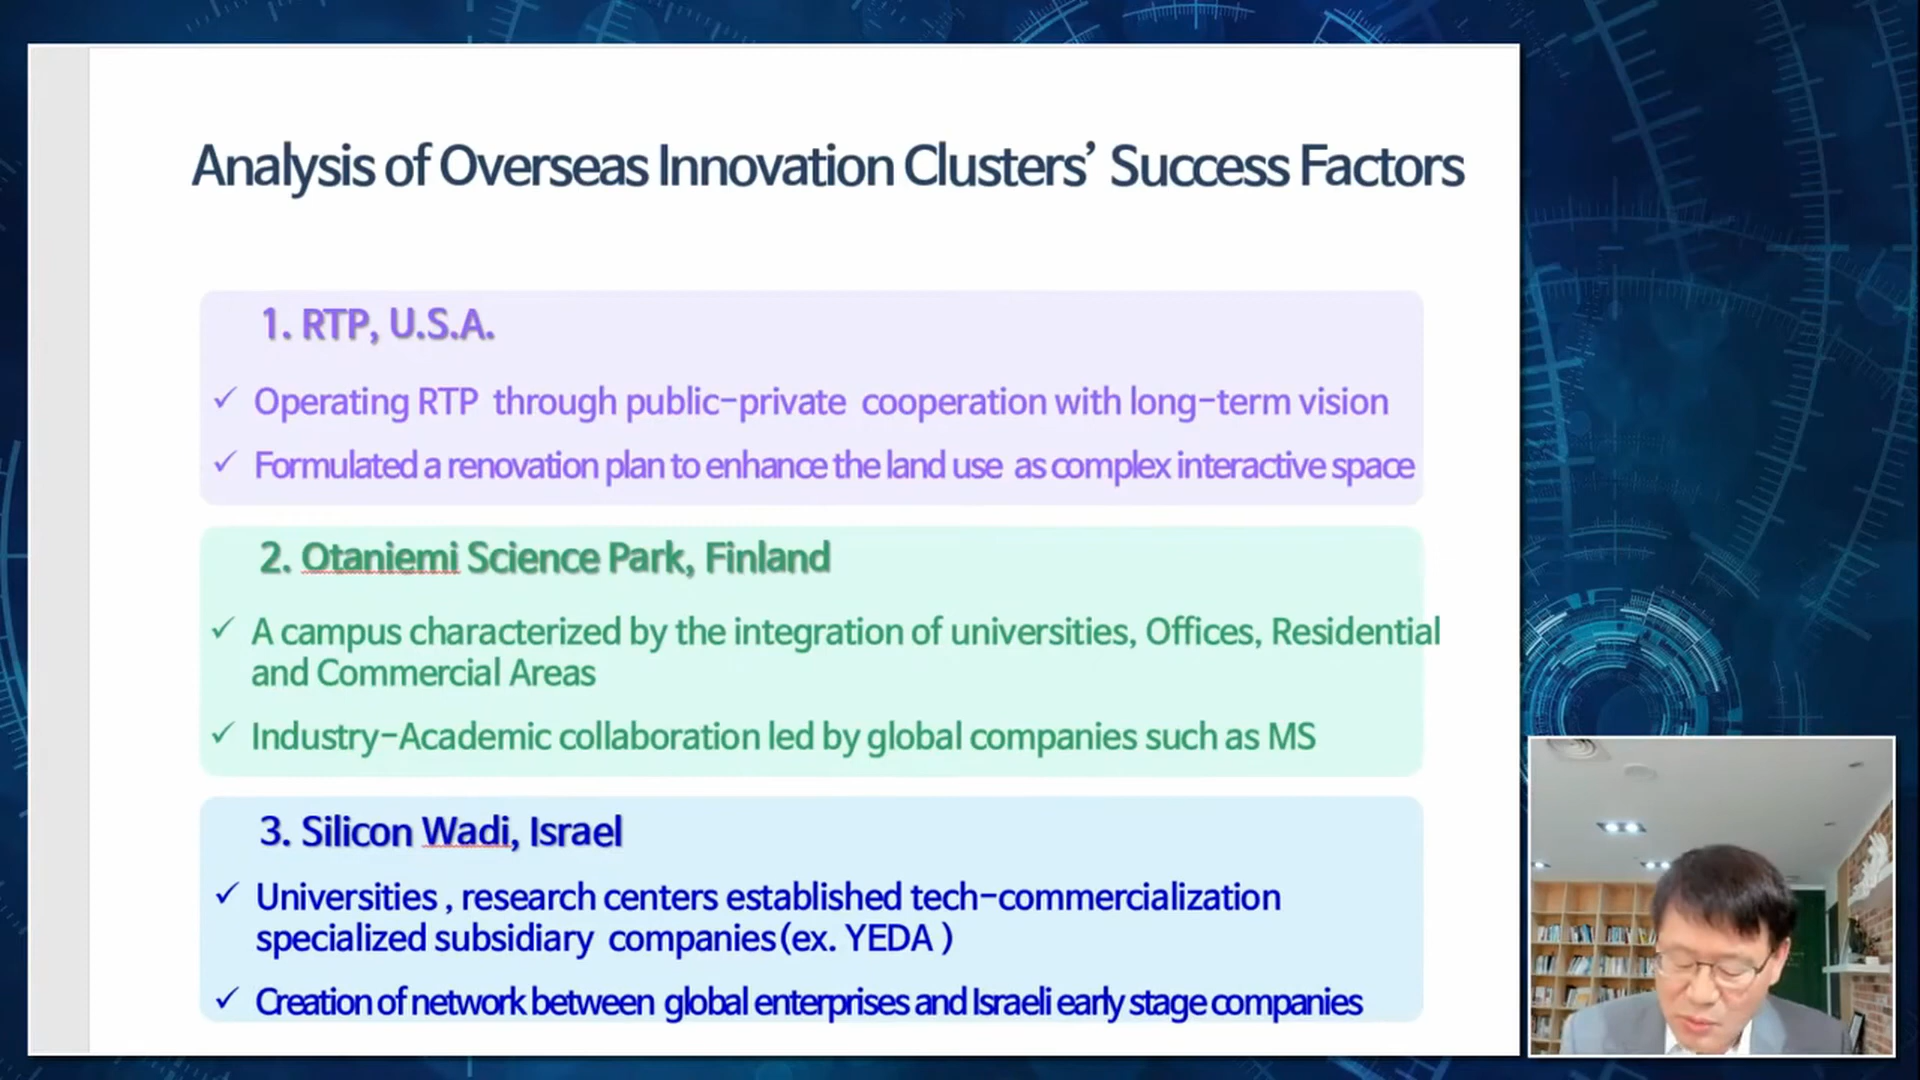 Analysis of Overseas Innovation Clusters’ Success Factors
1. RTP, U.S.A.
✓ Operating RTP through public-private cooperation with long-term vision
✓ Formulated a renovation plan to enhance the land use as complex interactive space
2. Otaniemi Science Park, Finland
✓ A campus characterized by the integration of universities, Offices, Residential
and Commercial Areas
✓ Industry-Academic collaboration led by global companies such as MS
3. Silicon Wadi, Israel
✓ Universities , research centers established tech-commercialization
specialized subsidiary companies(ex. YEDA )
✓ Creation of network between global enterprises and Israeli early stage companies